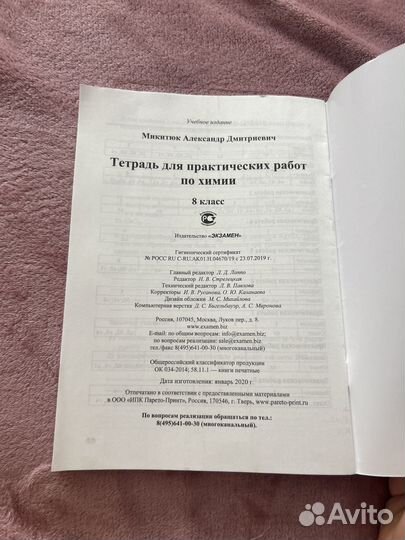 Учебное издание
Микитюк Александр Дмитриевич
Тетрадь для практических работ
по химии
8 класс
Издательство «ЭКЗАМЕН»
Гигиенический сертификат
№ РОСС RU C-RU.AK01.H.04670/19 с 23.07.2019 г.
Главный редактор Л. Д. Лаппо
Редактор Н. В. Стрелецкая
Технический редактор Л. В. Павлова
Корректоры И. В. Русанова, О. Ю. Казанаева
Дизайн обложки М. С. Михайлова
Компьютерная верстка Д. С. Бигельбауэр, А. С. Миронова
Россия, 107045, Москва, Луков пер., д. 8.
www.examen.biz
E-mail: по общим вопросам: info@examen.biz;
по вопросам реализации: sale@examen.biz
тел./факс 8(495)641-00-30 (многоканальный)
Общероссийский классификатор продукции
ОК 034-2014; 58.11.1 — книги печатные
Дата изготовления: январь 2020 г.
Отпечатано в соответствии с предоставленными материалами
в ООО «ИПК Парето-Принт», Россия, 170546, г. Тверь, www.pareto-print.ru
По вопросам реализации обращаться по тел.:
8(495)641-00-30 (многоканальный).
Avito